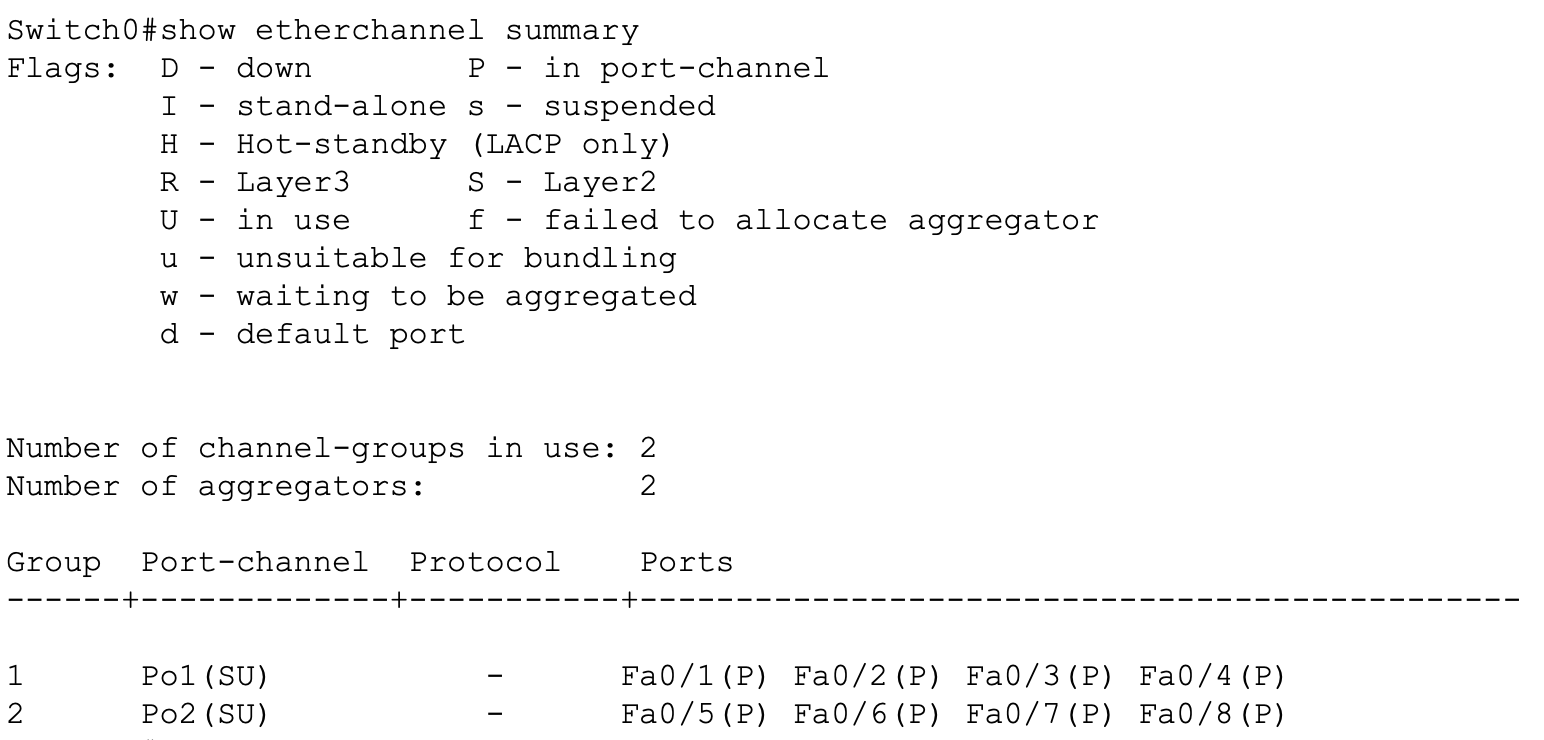 Switch0#show etherchannel summary
Flags:  D - down        P - in port-channel
        I - stand-alone s - suspended
        H - Hot-standby (LACP only)
        R - Layer3      S - Layer2
        U - in use      f - failed to allocate aggregator
        u - unsuitable for bundling
        w - waiting to be aggregated
        d - default port
Number of channel-groups in use: 2
Number of aggregators:           2
Group  Port-channel  Protocol    Ports
------+-------------+-----------+----------------------------------------------
1      Po1(SU)           -      Fa0/1(P) Fa0/2(P) Fa0/3(P) Fa0/4(P)
2      Po2(SU)           -      Fa0/5(P) Fa0/6(P) Fa0/7(P) Fa0/8(P)